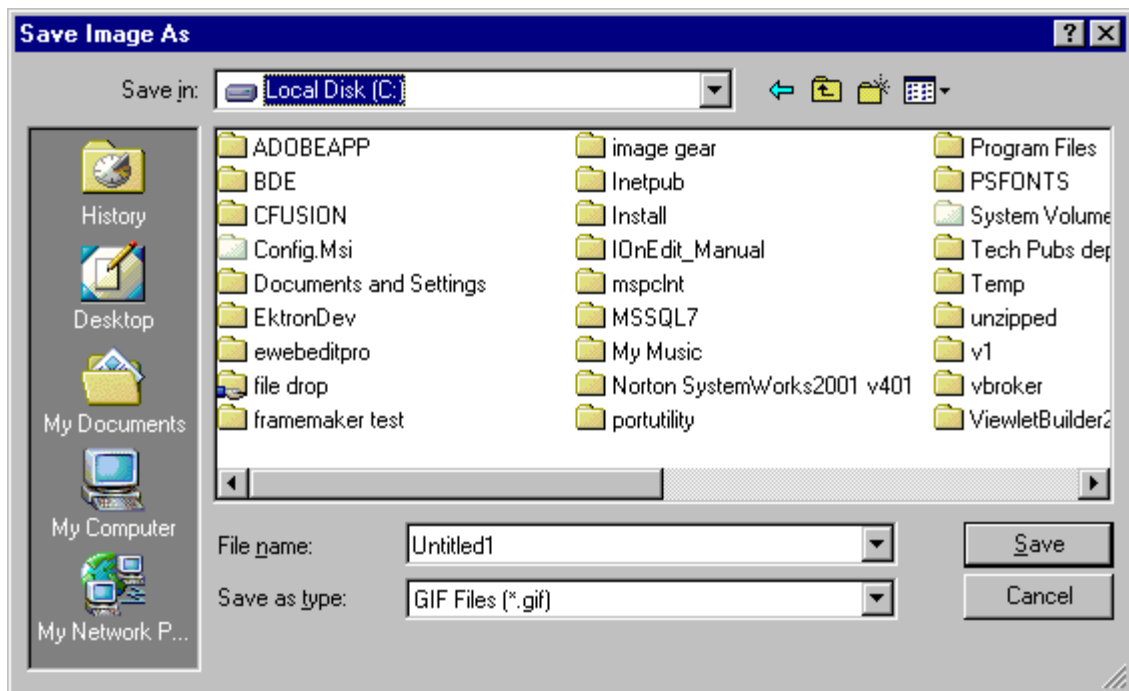 Save Image As
Save in: Local Disk (C:)
History
Desktop
My Documents
My Computer
My Network P...
ADOBEAPP
BDE
CFUSION
Config.Msi
Documents and Settings
EktronDev
ewebeditpro
file drop
framemaker test
image gear
Inetpub
Install
IOnEdit_Manual
mspclnt
MSSQL7
My Music
Norton SystemWorks2001 v401
portutility
Program Files
PSFONTS
System Volume
Tech Pubs dep
Temp
unzipped
v1
vbroker
ViewletBuilder2
File name: Untitled1
Save
Save as type: GIF Files (*.gif)
Cancel